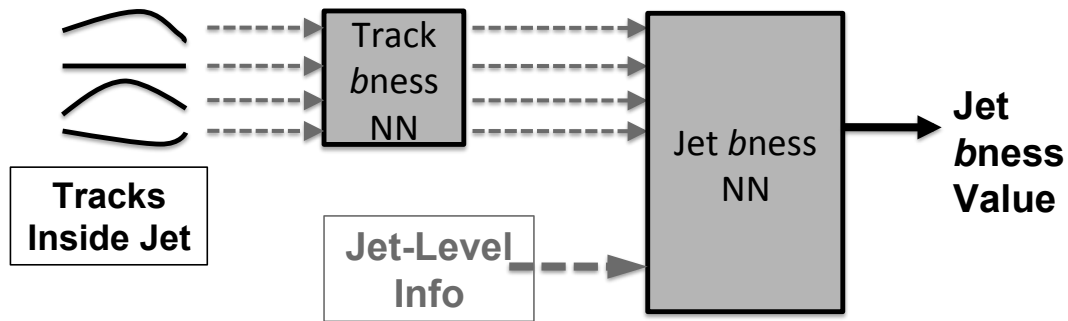 Track
bness
NN
Jet bness
NN
Jet
bness
Value
Tracks
Inside Jet
Jet-Level
Info